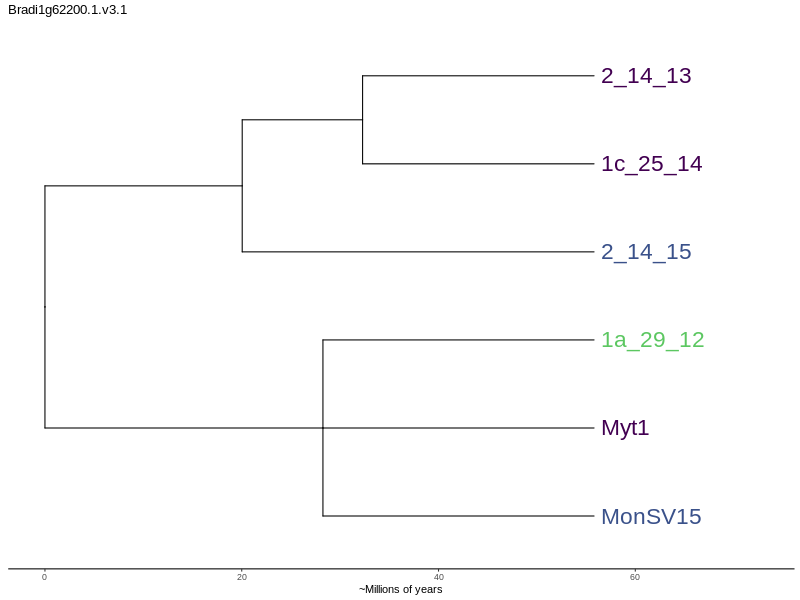 Bradi1g62200.1.v3.1
2_14_13
1c_25_14
2_14_15
1a_29_12
Myt1
MonSV15
0 20 40 60
~Millions of years